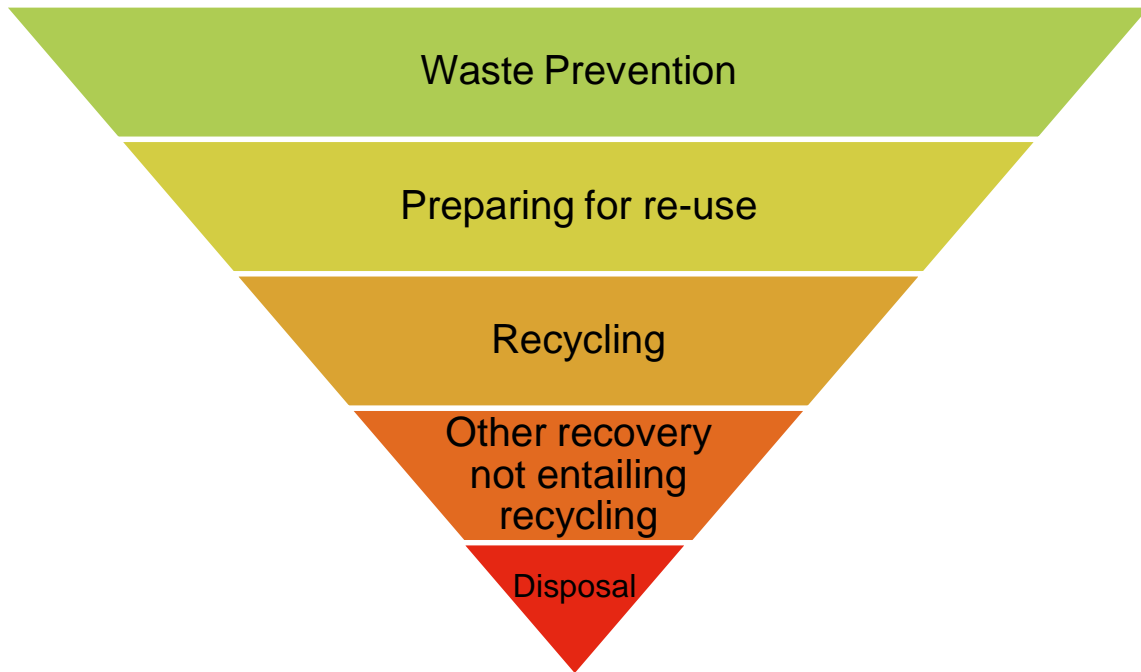 Waste Prevention
Preparing for re-use
Recycling
Other recovery
not entailing
recycling
Disposal